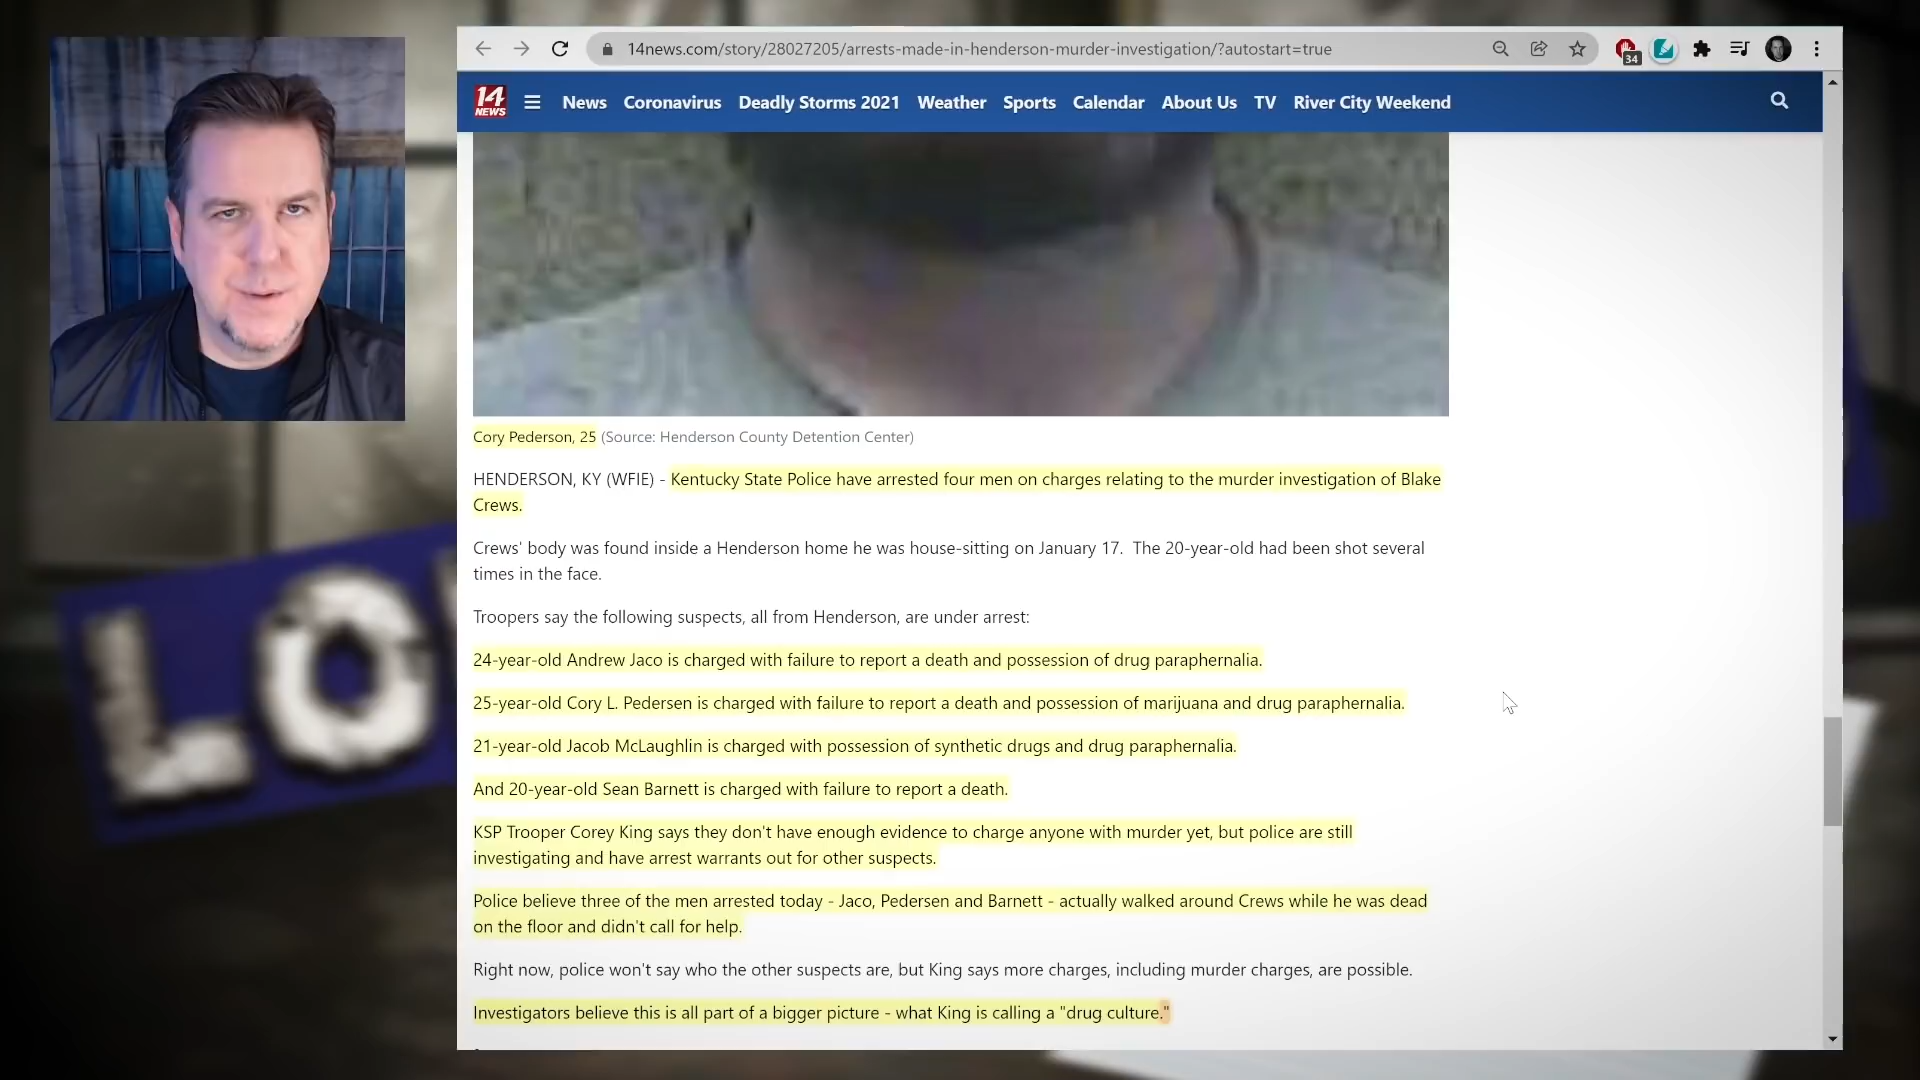 14news.com/story/28027205/arrests-made-in-henderson-murder-investigation/?autostart=true
34
14 NEWS
News Coronavirus Deadly Storms 2021 Weather Sports Calendar About Us TV River City Weekend
Cory Pederson, 25 (Source: Henderson County Detention Center)
HENDERSON, KY (WFIE) - Kentucky State Police have arrested four men on charges relating to the murder investigation of Blake
Crews.
Crews' body was found inside a Henderson home he was house-sitting on January 17. The 20-year-old had been shot several
times in the face.
Troopers say the following suspects, all from Henderson, are under arrest:
24-year-old Andrew Jaco is charged with failure to report a death and possession of drug paraphernalia.
25-year-old Cory L. Pedersen is charged with failure to report a death and possession of marijuana and drug paraphernalia.
21-year-old Jacob McLaughlin is charged with possession of synthetic drugs and drug paraphernalia.
And 20-year-old Sean Barnett is charged with failure to report a death.
KSP Trooper Corey King says they don't have enough evidence to charge anyone with murder yet, but police are still
investigating and have arrest warrants out for other suspects.
Police believe three of the men arrested today - Jaco, Pedersen and Barnett - actually walked around Crews while he was dead
on the floor and didn't call for help.
Right now, police won't say who the other suspects are, but King says more charges, including murder charges, are possible.
Investigators believe this is all part of a bigger picture - what King is calling a "drug culture."
LO